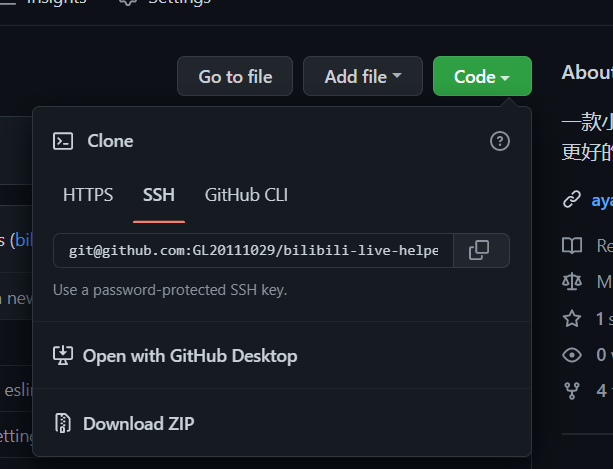 Insights Settings
Go to file Add file Code
About
一款小
更好的
Clone
HTTPS SSH GitHub CLI
git@github.com:GL20111029/bilibili-live-helpe
Use a password-protected SSH key.
Open with GitHub Desktop
Download ZIP
s (bil
new
esli
etting
aya
Re
M
1 s
0
4